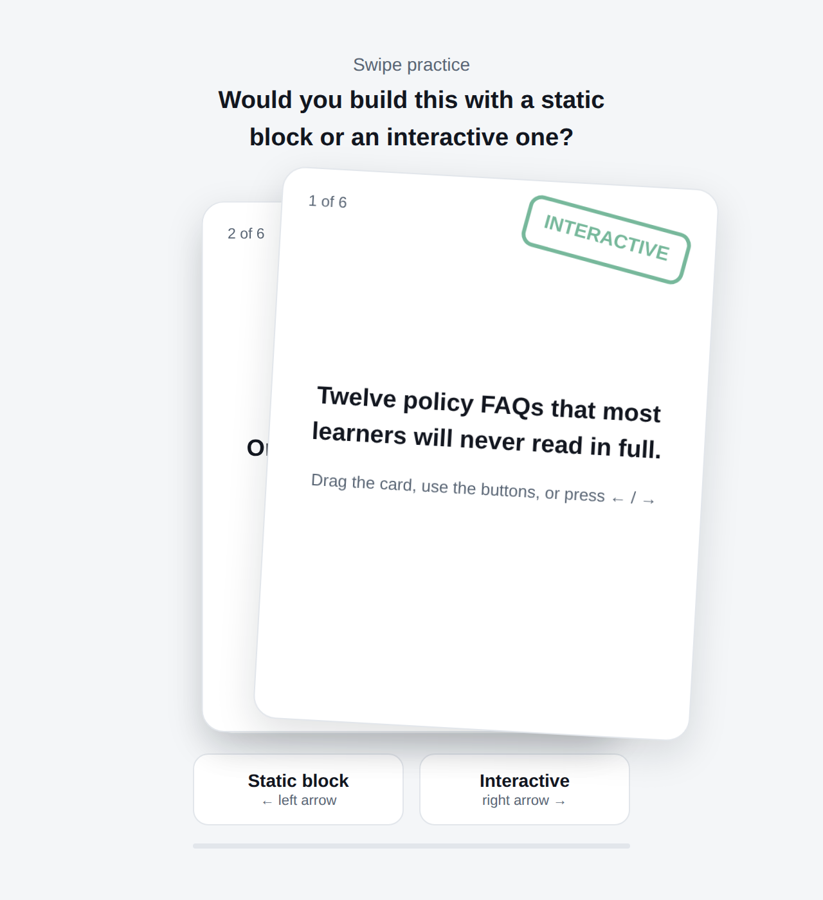 Swipe practice
Would you build this with a static
block or an interactive one?
2 of 6
1 of 6
INTERACTIVE
Twelve policy FAQs that most
learners will never read in full.
Drag the card, use the buttons, or press ← / →
Static block
← left arrow
Interactive
right arrow →